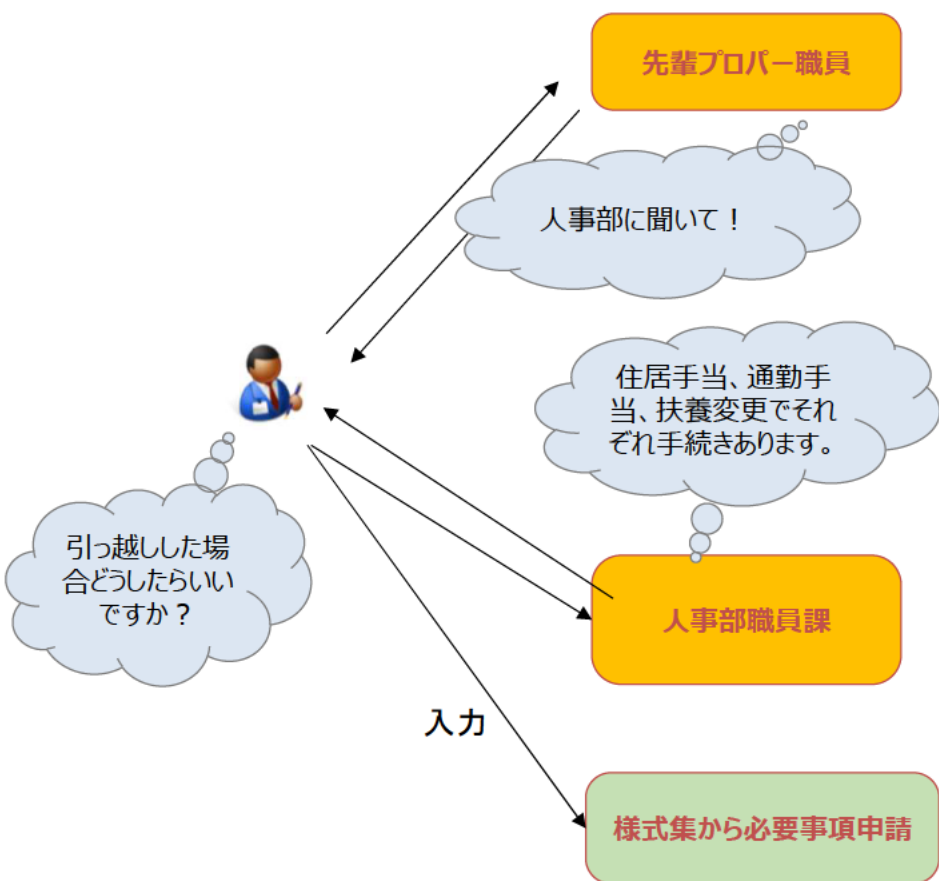 先輩プロパー職員
人事部に聞いて！
住居手当、通勤手
当、扶養変更でそれ
ぞれ手続きあります。
引っ越しした場
合どうしたらいい
ですか？
人事部職員課
入力
様式集から必要事項申請